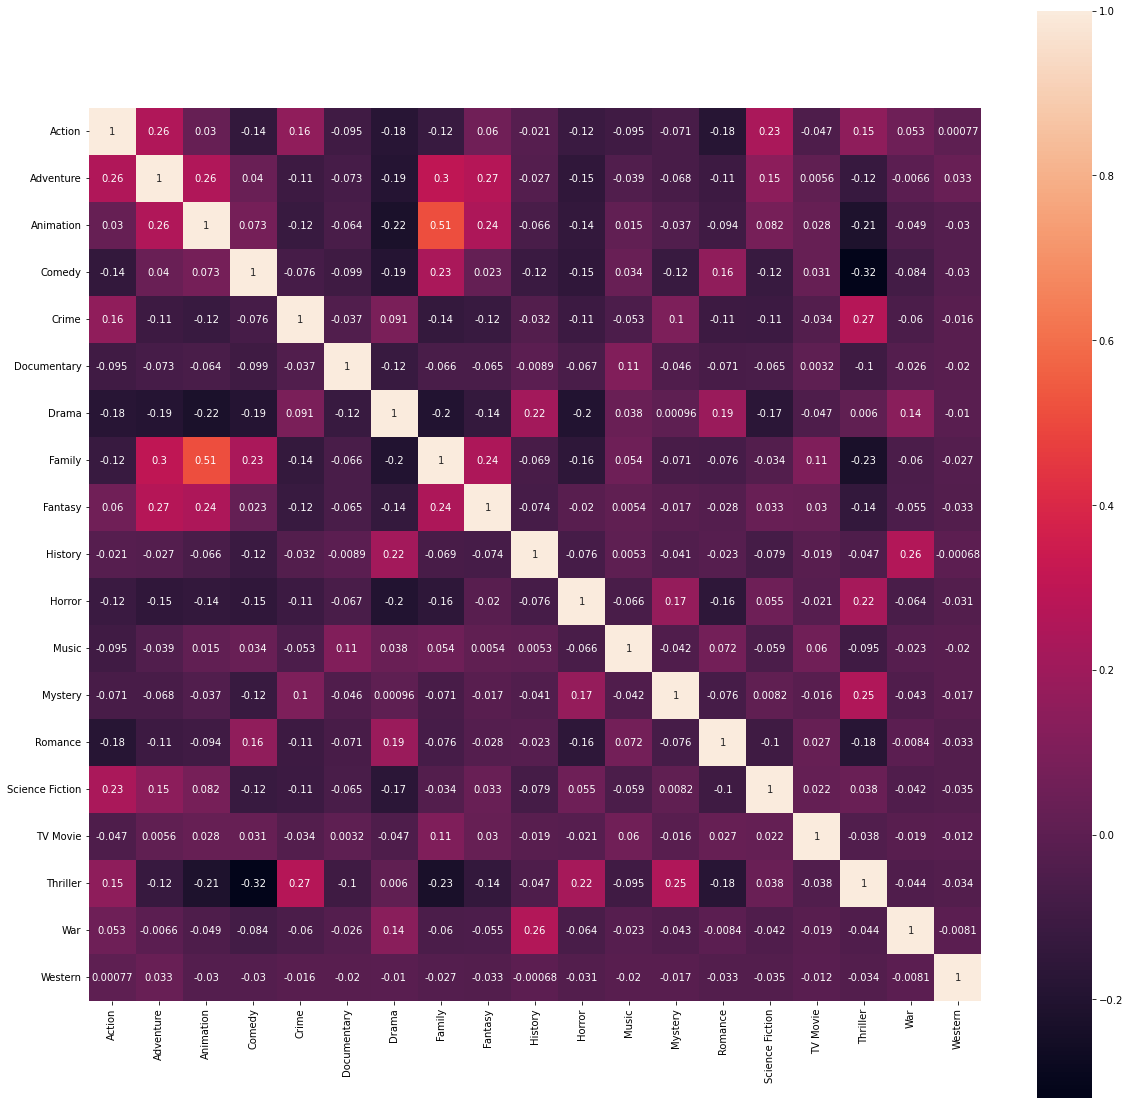 1.0
Action 1 0.26 0.03 -0.14 0.16 -0.095 -0.18 -0.12 0.06 -0.021 -0.12 -0.095 -0.071 -0.18 0.23 -0.047 0.15 0.053 0.00077
Adventure 0.26 1 0.26 0.04 -0.11 -0.073 -0.19 0.3 0.27 -0.027 -0.15 -0.039 -0.068 -0.11 0.15 0.0056 -0.12 -0.0066 0.033
0.8
Animation 0.03 0.26 1 0.073 -0.12 -0.064 -0.22 0.51 0.24 -0.066 -0.14 0.015 -0.037 -0.094 0.082 0.028 -0.21 -0.049 -0.03
Comedy -0.14 0.04 0.073 1 -0.076 -0.099 -0.19 0.23 0.023 -0.12 -0.15 0.034 -0.12 0.16 -0.12 0.031 -0.32 -0.084 -0.03
Crime 0.16 -0.11 -0.12 -0.076 1 -0.037 0.091 -0.14 -0.12 -0.032 -0.11 -0.053 0.1 -0.11 -0.11 -0.034 0.27 -0.06 -0.016
0.6
Documentary -0.095 -0.073 -0.064 -0.099 -0.037 1 -0.12 -0.066 -0.065 -0.0089 -0.067 0.11 -0.046 -0.071 -0.065 0.0032 -0.1 -0.026 -0.02
Drama -0.18 -0.19 -0.22 -0.19 0.091 -0.12 1 -0.2 -0.14 0.22 -0.2 0.038 0.00096 0.19 -0.17 -0.047 0.006 0.14 -0.01
Family -0.12 0.3 0.51 0.23 -0.14 -0.066 -0.2 1 0.24 -0.069 -0.16 0.054 -0.071 -0.076 -0.034 0.11 -0.23 -0.06 -0.027
Fantasy 0.06 0.27 0.24 0.023 -0.12 -0.065 -0.14 0.24 1 -0.074 -0.02 0.0054 -0.017 -0.028 0.033 0.03 -0.14 -0.055 -0.033
0.4
History -0.021 -0.027 -0.066 -0.12 -0.032 -0.0089 0.22 -0.069 -0.074 1 -0.076 0.0053 -0.041 -0.023 -0.079 -0.019 -0.047 0.26 -0.00068
Horror -0.12 -0.15 -0.14 -0.15 -0.11 -0.067 -0.2 -0.16 -0.02 -0.076 1 -0.066 0.17 -0.16 0.055 -0.021 0.22 -0.064 -0.031
Music -0.095 -0.039 0.015 0.034 -0.053 0.11 0.038 0.054 0.0054 0.0053 -0.066 1 -0.042 0.072 -0.059 0.06 -0.095 -0.023 -0.02
0.2
Mystery -0.071 -0.068 -0.037 -0.12 0.1 -0.046 0.00096 -0.071 -0.017 -0.041 0.17 -0.042 1 -0.076 0.0082 -0.016 0.25 -0.043 -0.017
Romance -0.18 -0.11 -0.094 0.16 -0.11 -0.071 0.19 -0.076 -0.028 -0.023 -0.16 0.072 -0.076 1 -0.1 0.027 -0.18 -0.0084 -0.033
Science Fiction 0.23 0.15 0.082 -0.12 -0.11 -0.065 -0.17 -0.034 0.033 -0.079 0.055 -0.059 0.0082 -0.1 1 0.022 0.038 -0.042 -0.035
TV Movie -0.047 0.0056 0.028 0.031 -0.034 0.0032 -0.047 0.11 0.03 -0.019 -0.021 0.06 -0.016 0.027 0.022 1 -0.038 -0.019 -0.012
0.0
Thriller 0.15 -0.12 -0.21 -0.32 0.27 -0.1 0.006 -0.23 -0.14 -0.047 0.22 -0.095 0.25 -0.18 0.038 -0.038 1 -0.044 -0.034
War 0.053 -0.0066 -0.049 -0.084 -0.06 -0.026 0.14 -0.06 -0.055 0.26 -0.064 -0.023 -0.043 -0.0084 -0.042 -0.019 -0.044 1 -0.0081
Western 0.00077 0.033 -0.03 -0.03 -0.016 -0.02 -0.01 -0.027 -0.033 -0.00068 -0.031 -0.02 -0.017 -0.033 -0.035 -0.012 -0.034 -0.0081 1
−0.2
Action Adventure Animation Comedy Crime Documentary Drama Family Fantasy History Horror Music Mystery Romance Science Fiction TV Movie Thriller War Western